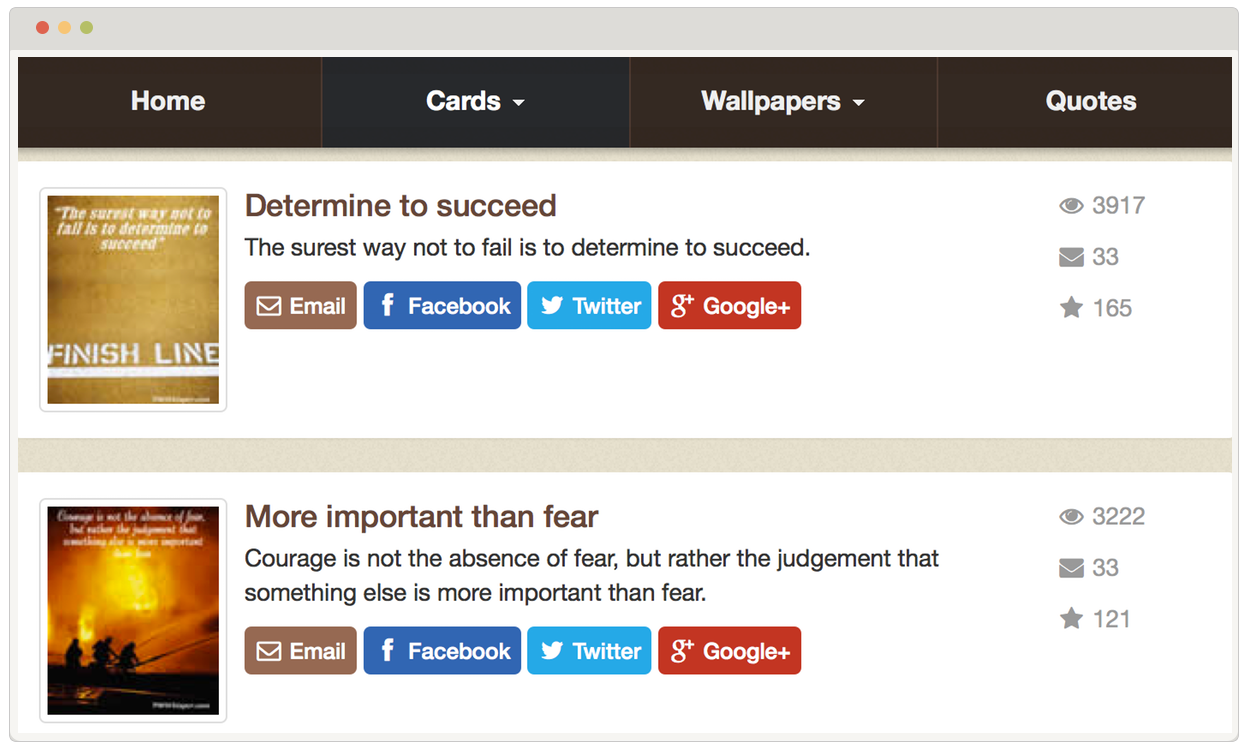 Home
Cards
Wallpapers
Quotes
"The surest way not to
fail is to determine to
succeed"
FINISH LINE
Determine to succeed
The surest way not to fail is to determine to succeed.
Email
Facebook
Twitter
Google+
3917
33
165
Courage is not the absence of fear,
but rather the judgement that
something else is more important
than fear
More important than fear
Courage is not the absence of fear, but rather the judgement that
something else is more important than fear.
Email
Facebook
Twitter
Google+
3222
33
121